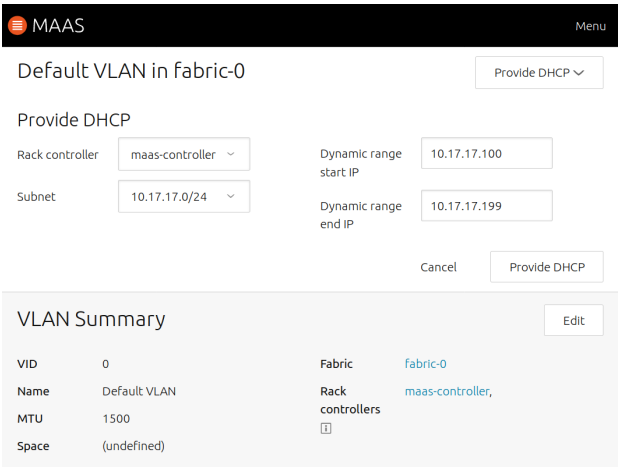 MAAS
Menu
Default VLAN in fabric-0
Provide DHCP
Provide DHCP
Rack controller
maas-controller
Dynamic range
start IP
10.17.17.100
Subnet
10.17.17.0/24
Dynamic range
end IP
10.17.17.199
Cancel
Provide DHCP
VLAN Summary
Edit
VID
0
Fabric
fabric-0
Name
Default VLAN
Rack
controllers
maas-controller,
MTU
1500
Space
(undefined)